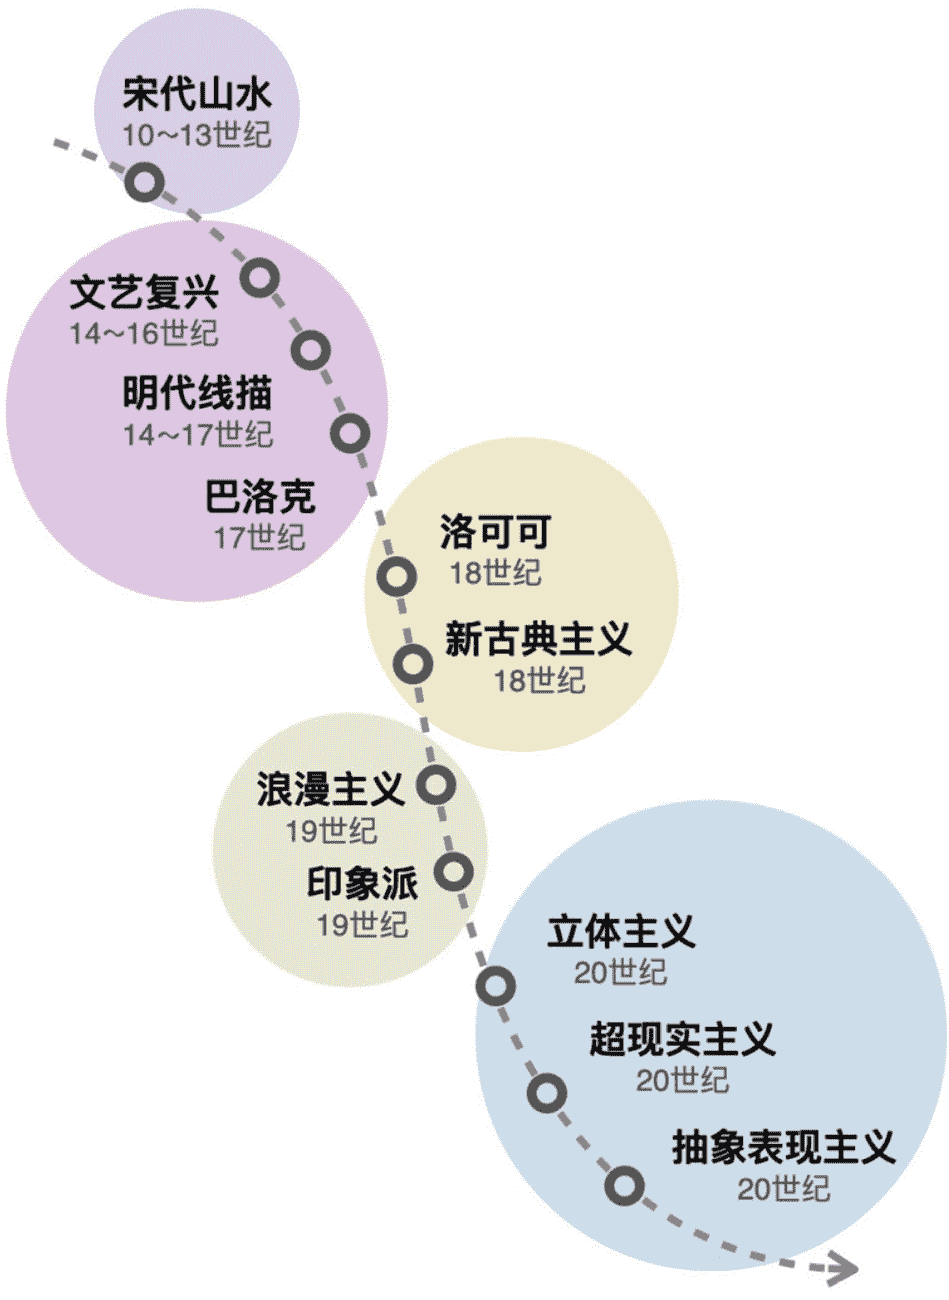 宋代山水
10~13世纪
文艺复兴
14~16世纪
明代线描
14~17世纪
巴洛克
17世纪
洛可可
18世纪
新古典主义
18世纪
浪漫主义
19世纪
印象派
19世纪
立体主义
20世纪
超现实主义
20世纪
抽象表现主义
20世纪